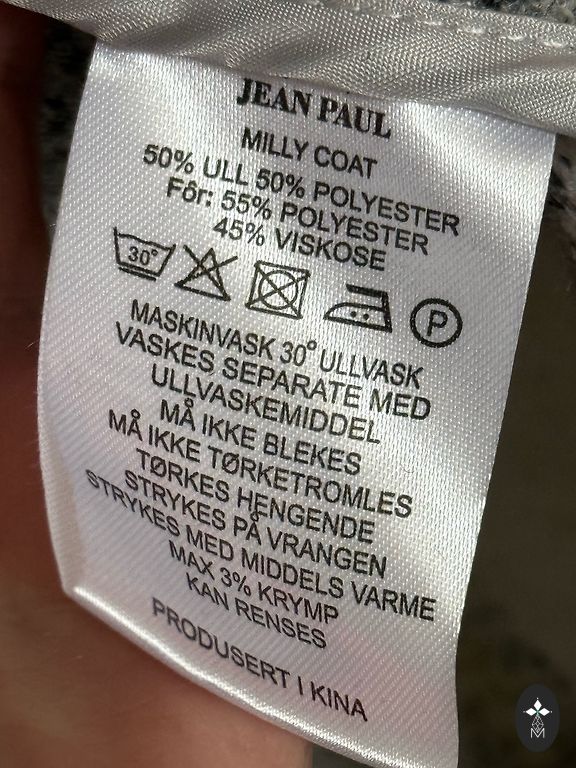 JEAN PAUL
MILLY COAT
50% ULL 50% POLYESTER
Fôr: 55% POLYESTER
45% VISKOSE
30° P
MASKINVASK 30° ULLVASK
VASKES SEPARATE MED
ULLVASKEMIDDEL
MÅ IKKE BLEKES
MÅ IKKE TØRKETROMLES
TØRKES HENGENDE
STRYKES PÅ VRANGEN
STRYKES MED MIDDELS VARME
MAX 3% KRYMP
KAN RENSES
PRODUSERT I KINA
M